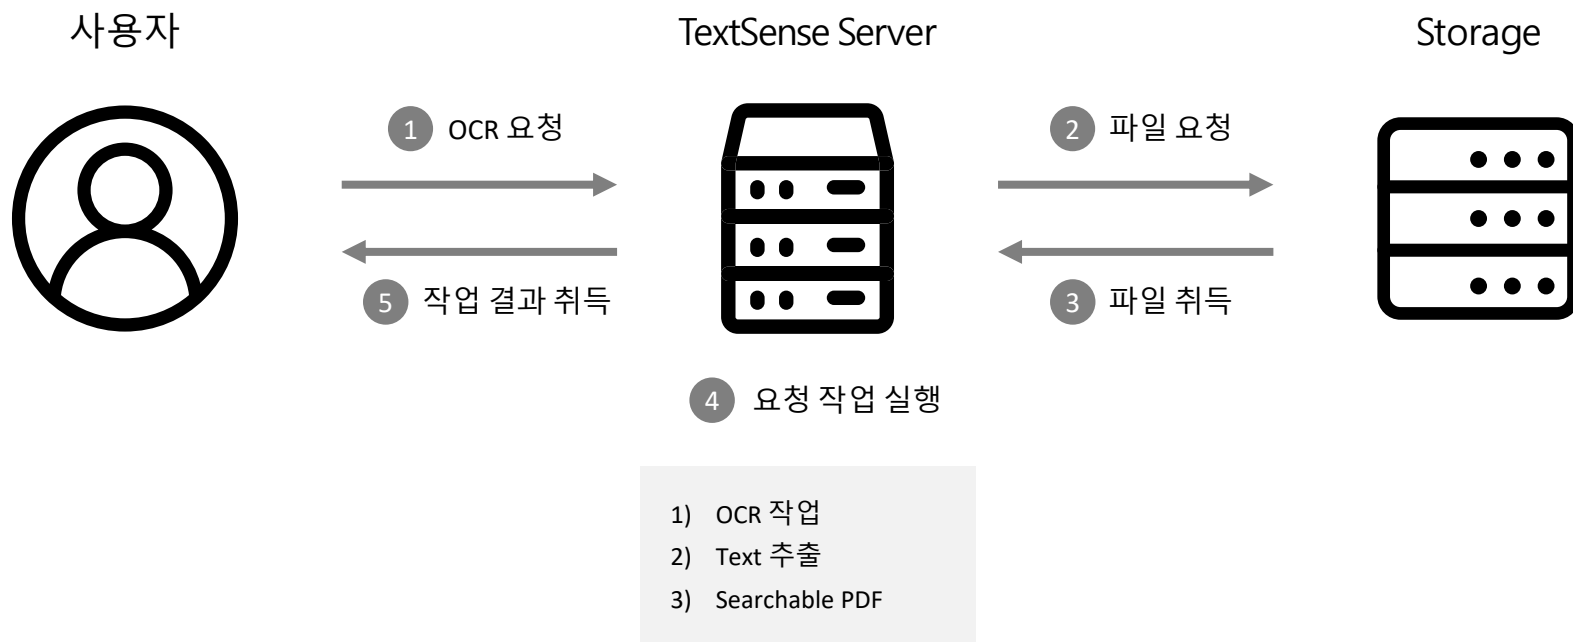 사용자
TextSense Server
Storage
1 OCR 요청
2 파일 요청
5 작업 결과 취득
3 파일 취득
4 요청 작업 실행
1) OCR 작업
2) Text 추출
3) Searchable PDF